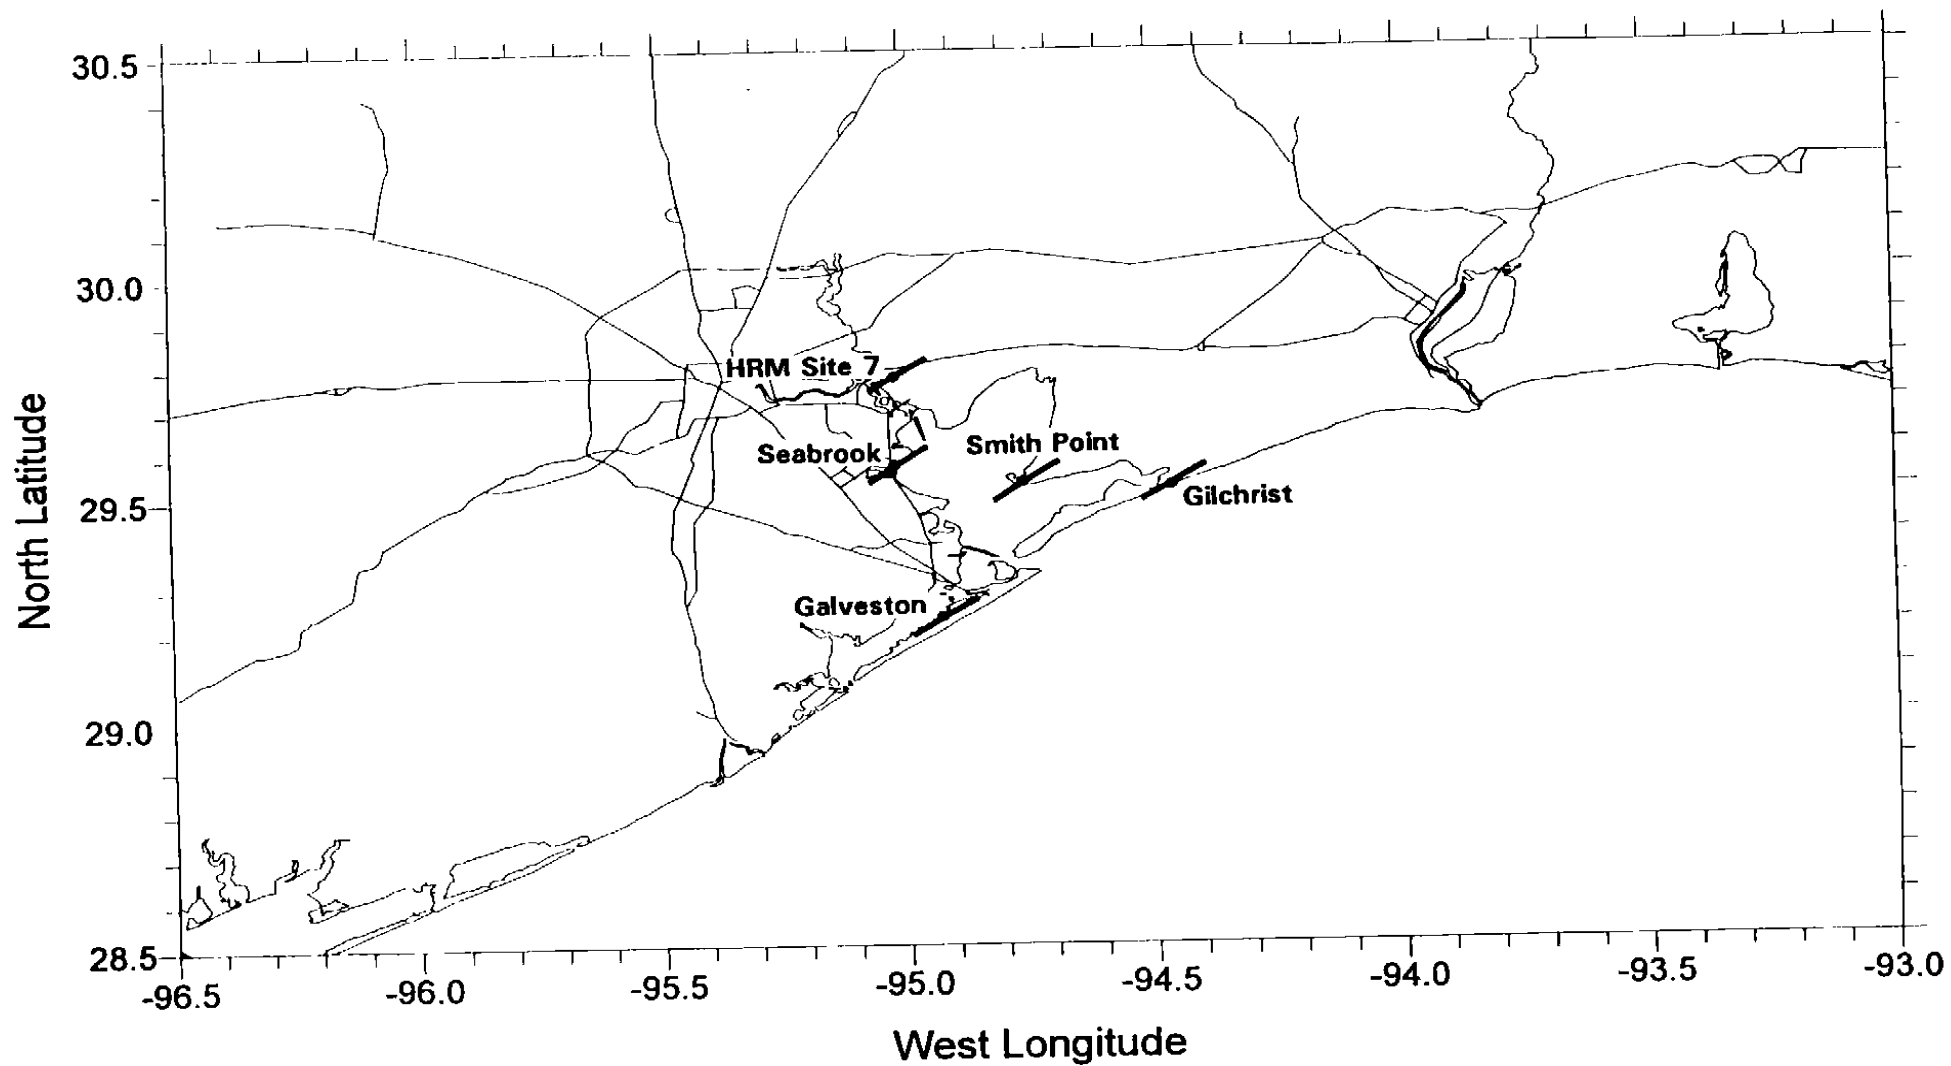 30.5
30.0
29.5
29.0
28.5
North Latitude
HRM Site 7
Seabrook
Smith Point
Gilchrist
Galveston
-96.5
-96.0
-95.5
-95.0
-94.5
-94.0
-93.5
-93.0
West Longitude